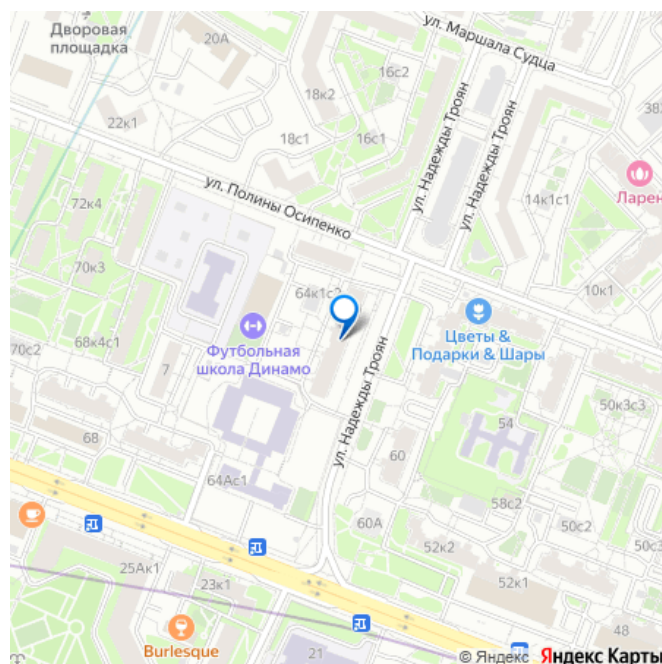 Дворовая
площадка
20А
ул. Маршала Судца
16с2
18к2
22к1
18с1
16с1
ул. Надежды Троян
ул. Надежды Троян
14к1с1
Ларен
72к4
ул. Полины Осипенко
70к3
64к1с2
10к1
Цветы &
Подарки & Шары
Футбольная
школа Динамо
68к4с1
70с2
7
ул. Надежды Троян
50к3с3
54
68
60
64Ас1
58с2
60А
50с2
52к2
50с3
25Ак1
23к1
52к1
Burlesque
21
48
© Яндекс Яндекс Карты